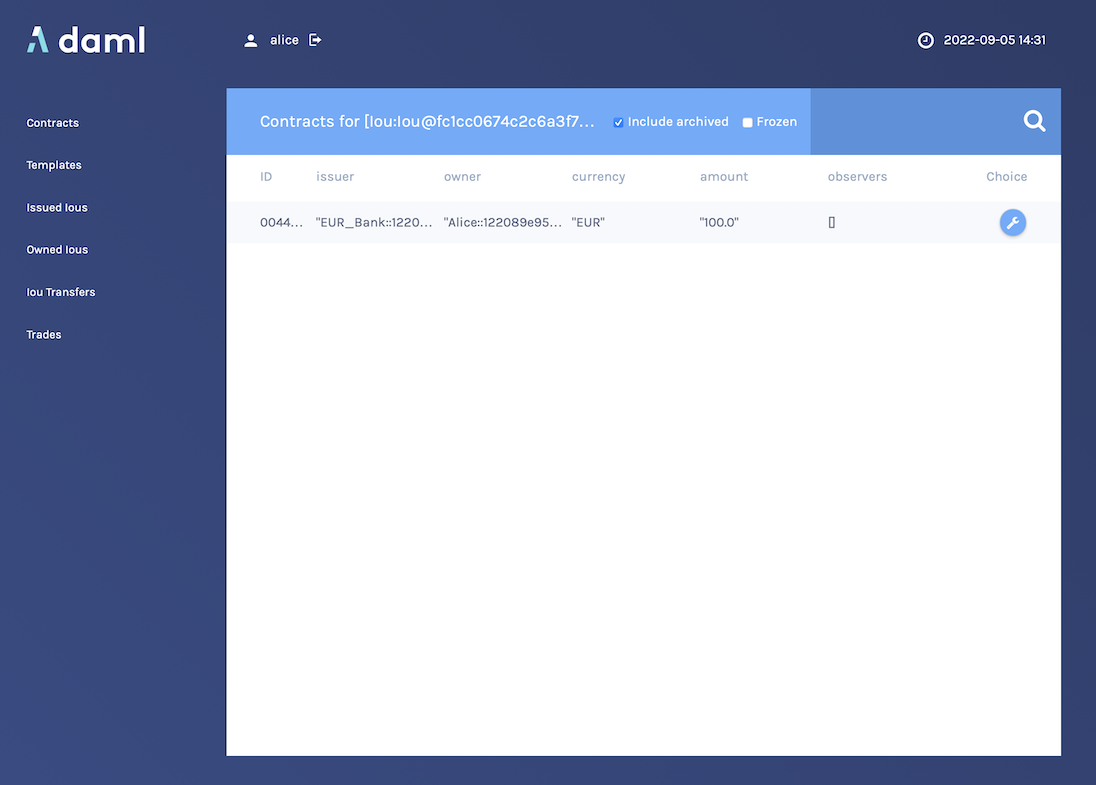 daml
alice
2022-09-05 14:31
Contracts
Templates
Issued Ious
Owned Ious
Iou Transfers
Trades
Contracts for [Iou:Iou@fc1cc0674c2c6a3f7... Include archived Frozen
ID issuer owner currency amount observers Choice
0044... "EUR_Bank::1220... "Alice::122089e95... "EUR" "100.0" []